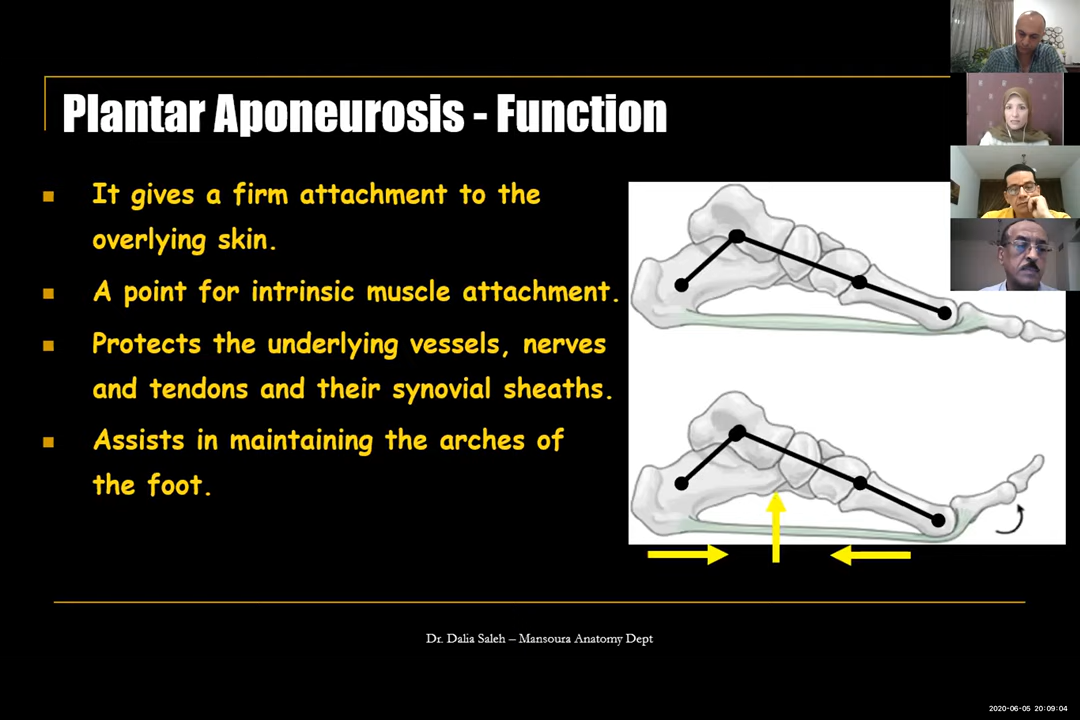 Plantar Aponeurosis - Function
It gives a firm attachment to the
overlying skin.
A point for intrinsic muscle attachment.
Protects the underlying vessels, nerves
and tendons and their synovial sheaths.
Assists in maintaining the arches of
the foot.
Dr. Dalia Saleh – Mansoura Anatomy Dept
2020-06-05 20:09:04